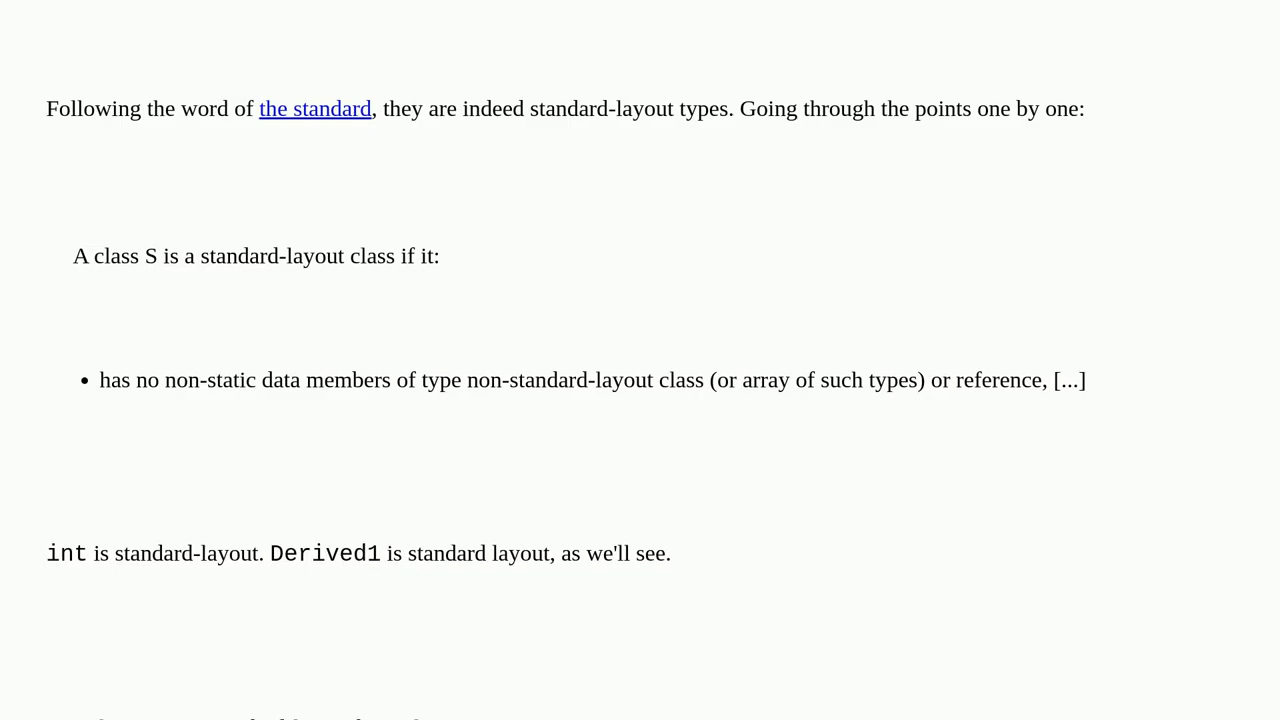 Following the word of the standard, they are indeed standard-layout types. Going through the points one by one:
A class S is a standard-layout class if it:
• has no non-static data members of type non-standard-layout class (or array of such types) or reference, [...]
int is standard-layout. Derived1 is standard layout, as we'll see.